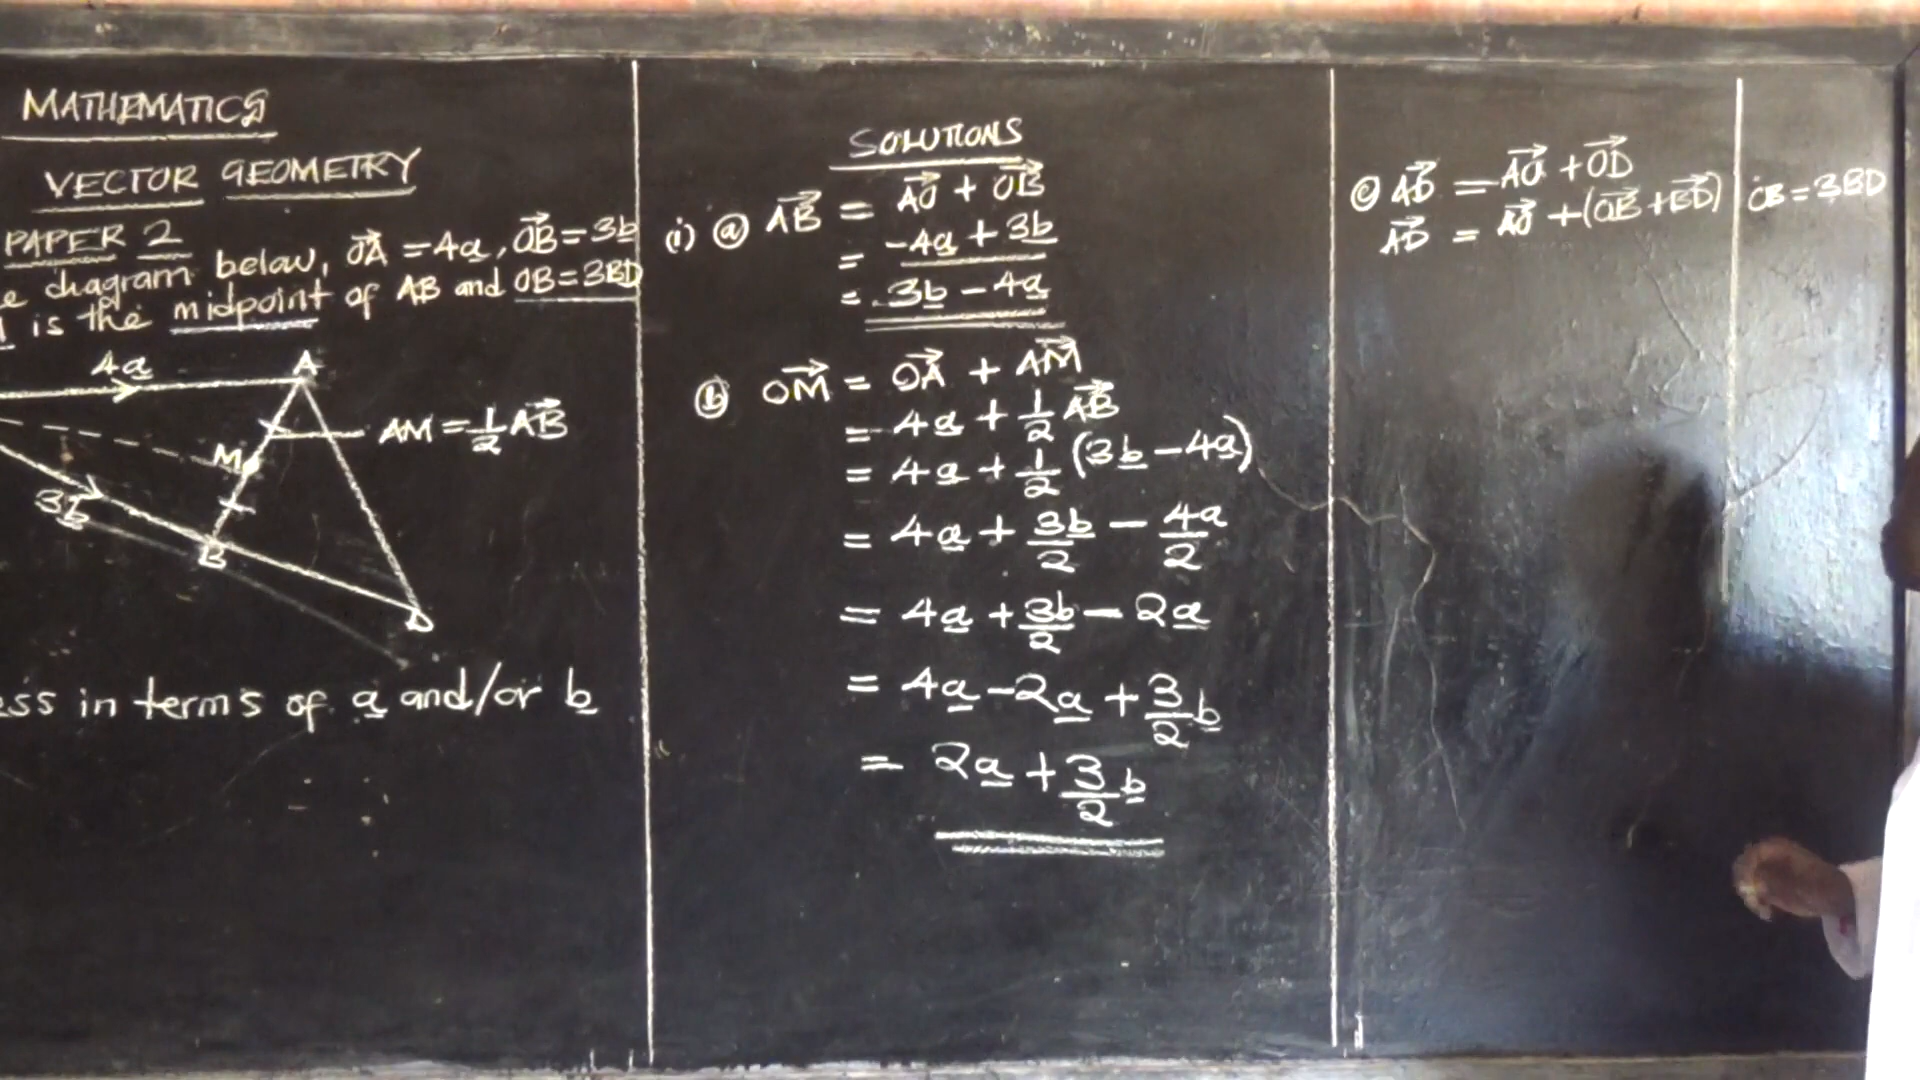 MATHEMATICS
VECTOR GEOMETRY
PAPER 2
e diagram below, OA = 4a, OB = 3b
is the midpoint of AB and OB = 3BD
4a
A
AM = 1/2 AB
M
3b
B
D
ess in terms of a and/or b
SOLUTIONS
(i) (a) AB = AO + OB
= -4a + 3b
= 3b - 4a
(b) OM = OA + AM
= 4a + 1/2 AB
= 4a + 1/2 (3b - 4a)
= 4a + 3b/2 - 4a/2
= 4a + 3b/2 - 2a
= 4a - 2a + 3/2 b
= 2a + 3/2 b
(c) AD = AO + OD
AD = AO + (OB + BD)
OB = 3BD